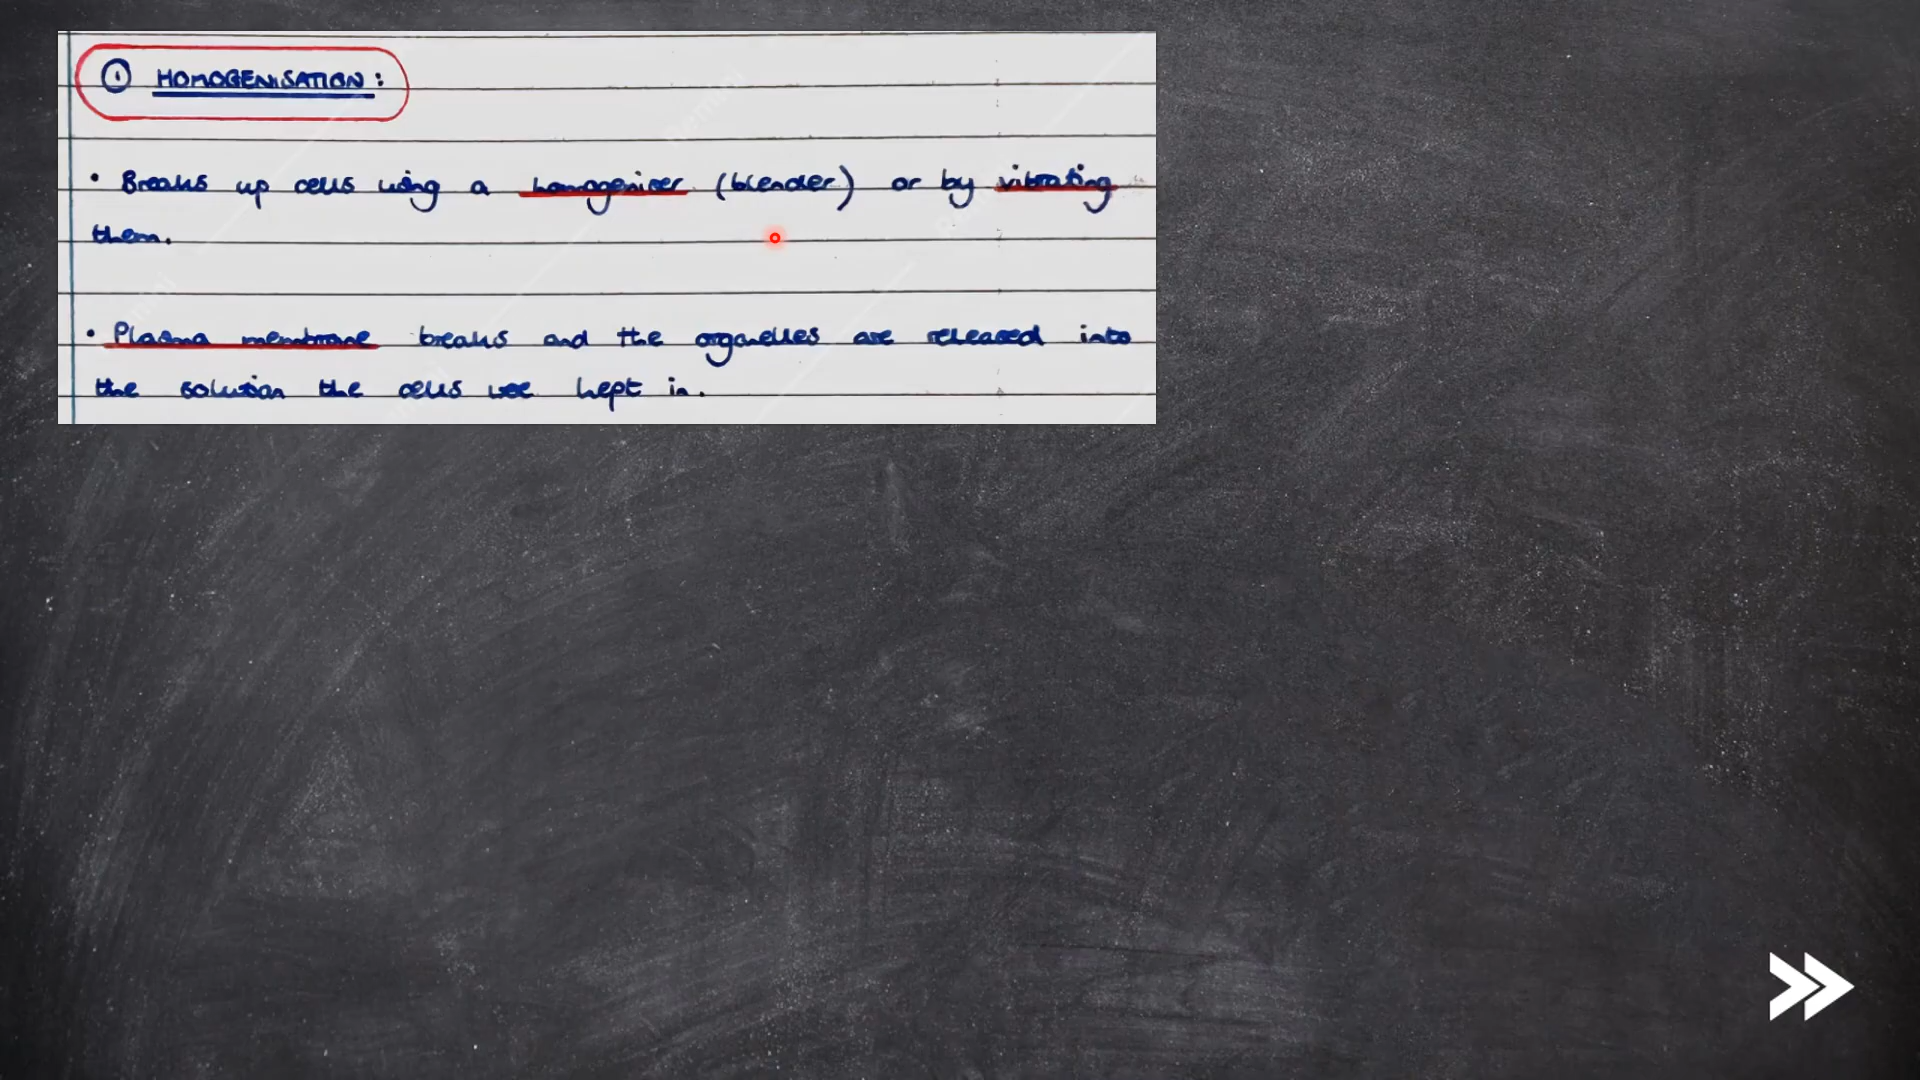 ① HOMOGENISATION:
• Breaks up cells using a homogeniser (blender) or by vibrating
them.
• Plasma membrane breaks and the organelles are released into
the solution the cells were kept in.